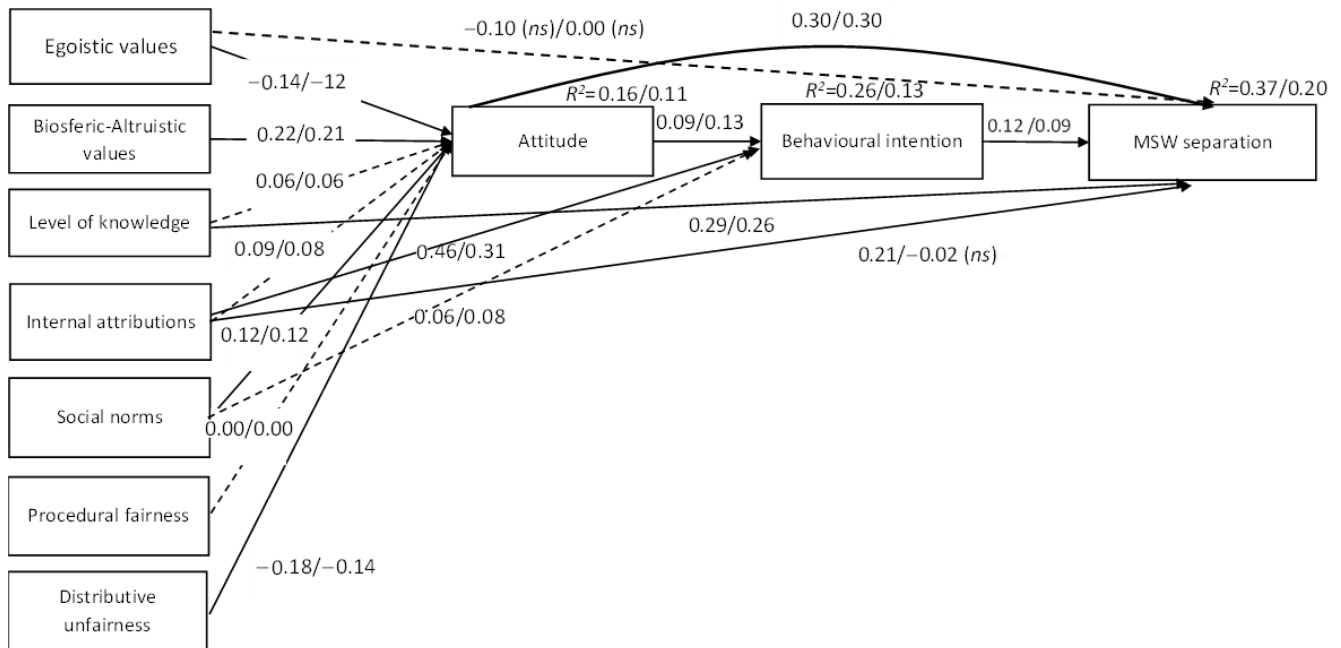 Egoistic values
−0.10 (ns)/0.00 (ns)
0.30/0.30
−0.14/−12
R²=0.16/0.11
R²=0.26/0.13
R²=0.37/0.20
Biosferic-Altruistic
values
0.22/0.21
Attitude
0.09/0.13
Behavioural intention
0.12 /0.09
MSW separation
0.06/0.06
Level of knowledge
0.29/0.26
0.09/0.08
0.46/0.31
0.21/−0.02 (ns)
Internal attributions
0.12/0.12
0.06/0.08
Social norms
0.00/0.00
Procedural fairness
−0.18/−0.14
Distributive
unfairness